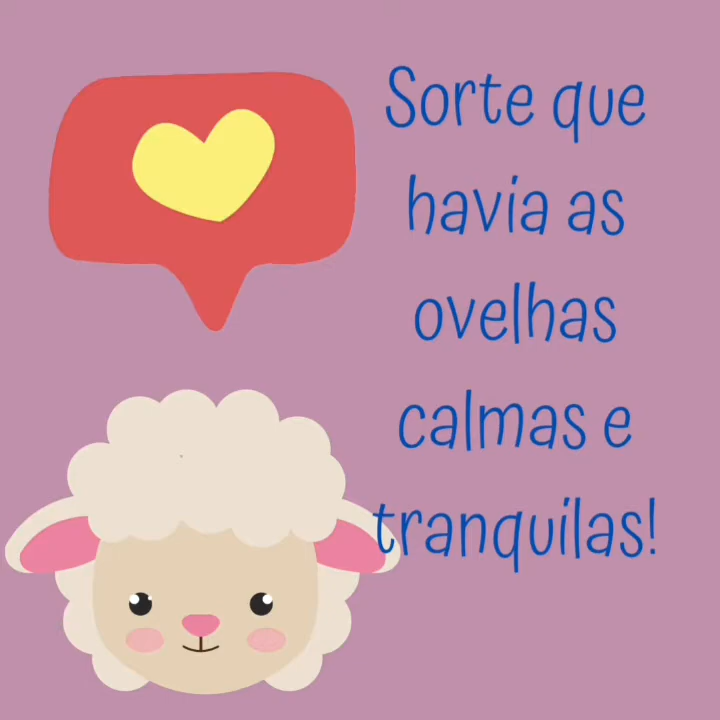 Sorte que
havia as
ovelhas
calmas e
tranquilas!